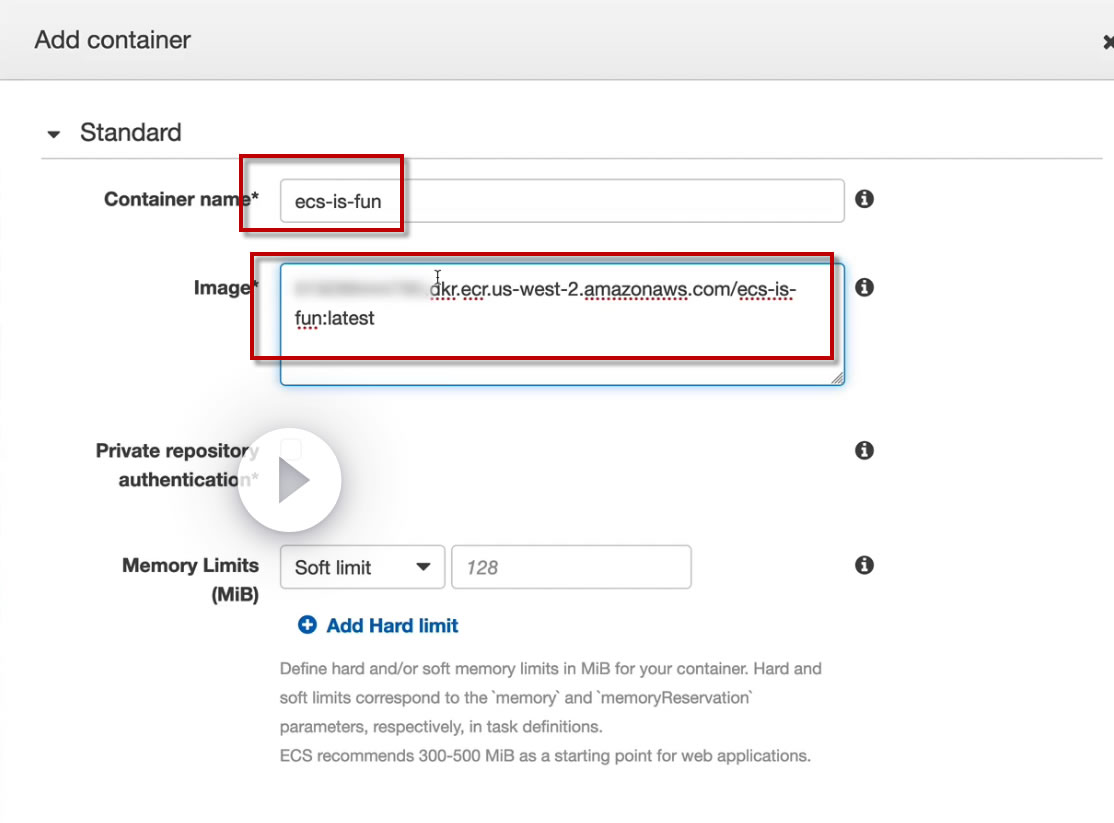 Add container
Standard
Container name*
ecs-is-fun
Image*
dkr.ecr.us-west-2.amazonaws.com/ecs-is-
fun:latest
Private repository
authentication*
Memory Limits
(MiB)
Soft limit
128
Add Hard limit
Define hard and/or soft memory limits in MiB for your container. Hard and
soft limits correspond to the `memory` and `memoryReservation`
parameters, respectively, in task definitions.
ECS recommends 300-500 MiB as a starting point for web applications.